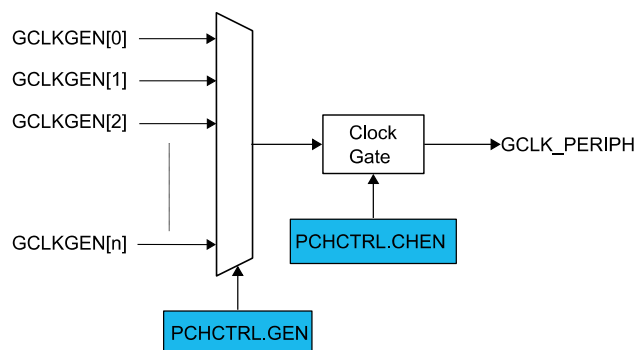 GCLKGEN[0]
GCLKGEN[1]
GCLKGEN[2]
GCLKGEN[n]
Clock
Gate
GCLK_PERIPH
PCHCTRL.CHEN
PCHCTRL.GEN